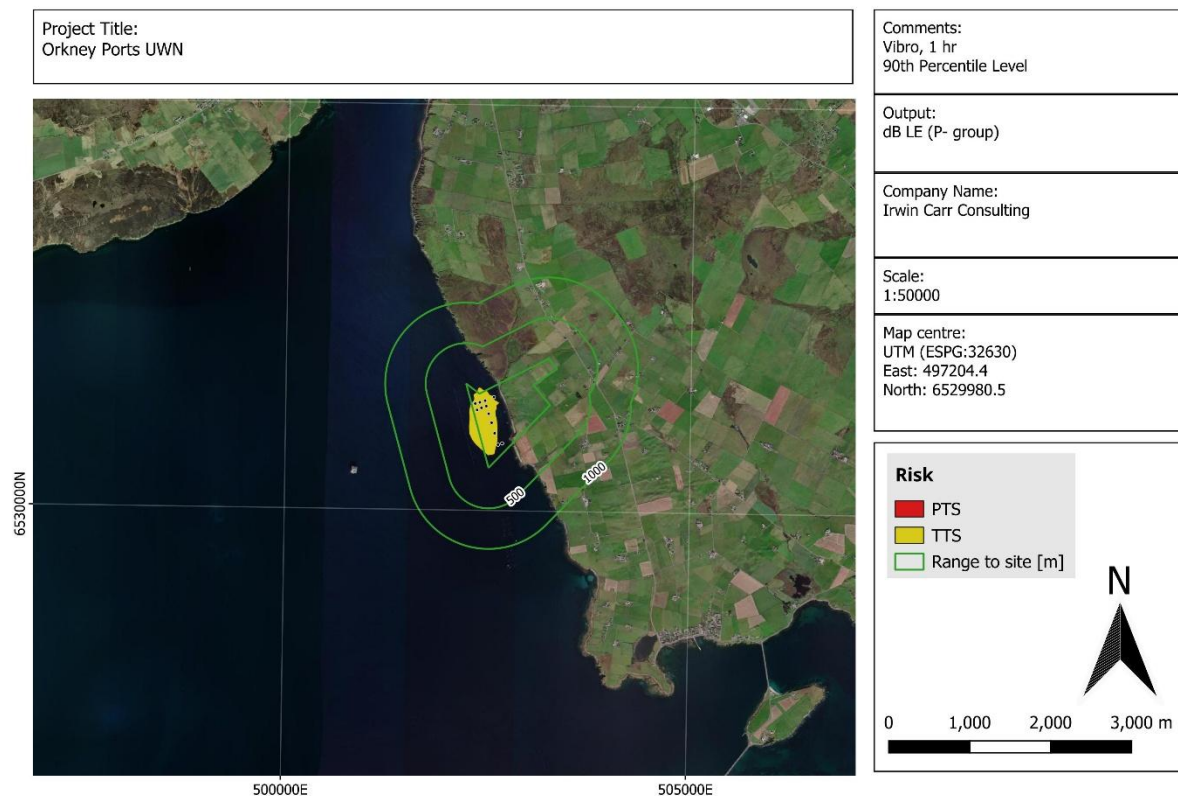 Project Title:
Orkney Ports UWN
Comments:
Vibro, 1 hr
90th Percentile Level
Output:
dB LE (P- group)
Company Name:
Irwin Carr Consulting
Scale:
1:50000
Map centre:
UTM (ESPG:32630)
East: 497204.4
North: 6529980.5
6530000N
500
1000
500000E
505000E
Risk
PTS
TTS
Range to site [m]
N
0 1,000 2,000 3,000 m